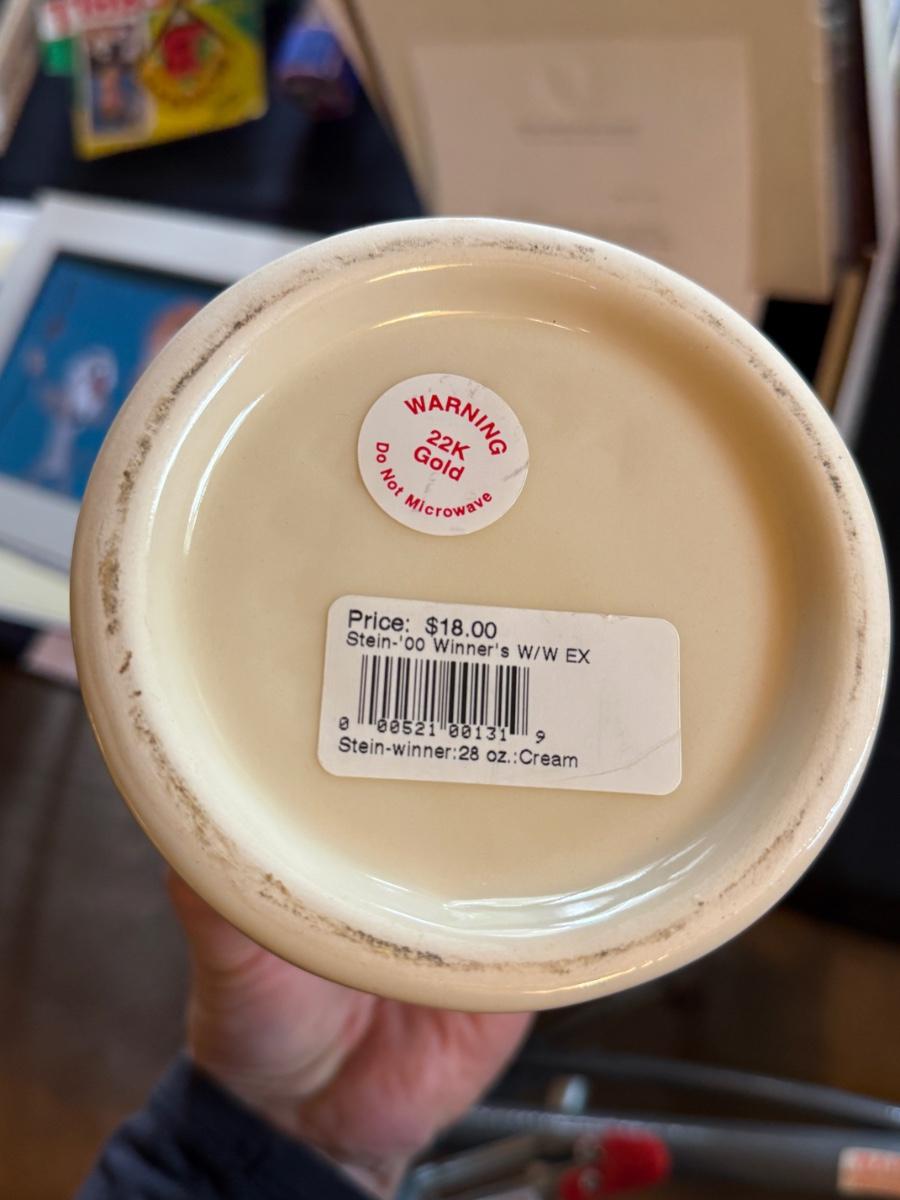 WARNING
22K
Gold
Do Not Microwave
Price: $18.00
Stein-'00 Winner's W/W EX
0 00521 00131 9
Stein-winner:28 oz.:Cream